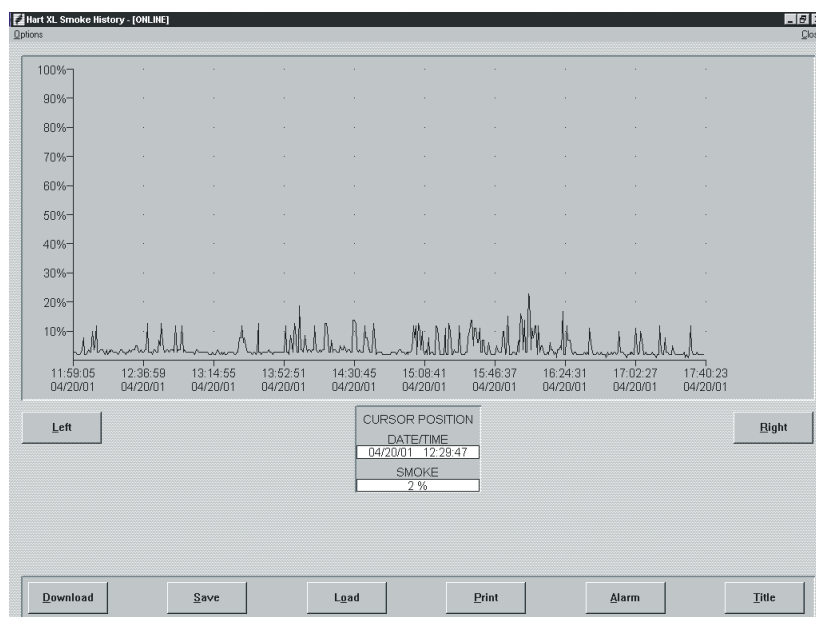 Hart XL Smoke History - [ONLINE]
Options Clos
100%
90%
80%
70%
60%
50%
40%
30%
20%
10%
11:59:05 12:36:59 13:14:55 13:52:51 14:30:45 15:08:41 15:46:37 16:24:31 17:02:27 17:40:23
04/20/01 04/20/01 04/20/01 04/20/01 04/20/01 04/20/01 04/20/01 04/20/01 04/20/01 04/20/01
Left
CURSOR POSITION
DATE/TIME
04/20/01 12:29:47
SMOKE
2 %
Right
Download Save Load Print Alarm Title